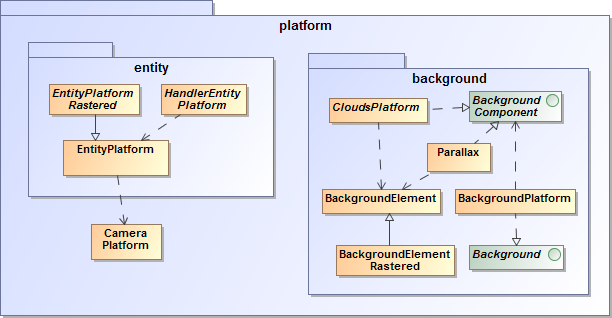 platform
entity
EntityPlatform
Rastered
HandlerEntity
Platform
EntityPlatform
Camera
Platform
background
CloudsPlatform
Background
Component
Parallax
BackgroundElement
BackgroundPlatform
BackgroundElement
Rastered
Background